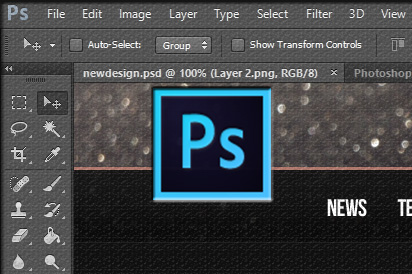 Ps File Edit Image Layer Type Select Filter 3D
Auto-Select: Group Show Transform Controls
newdesign.psd @ 100% (Layer 2.png, RGB/8) × Photoshop
Ps
NEWS TE